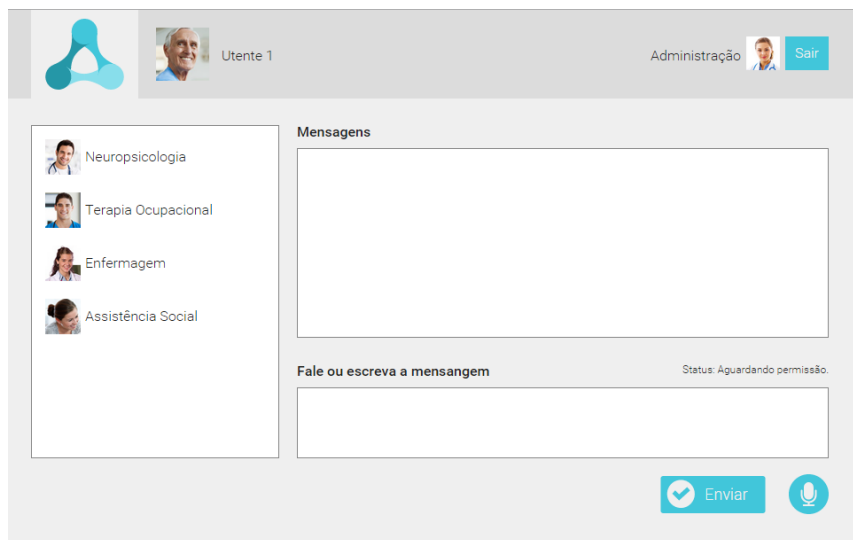 Utente 1
Administração
Sair
Neuropsicologia
Terapia Ocupacional
Enfermagem
Assistência Social
Mensagens
Fale ou escreva a mensangem
Status: Aguardando permissão.
Enviar